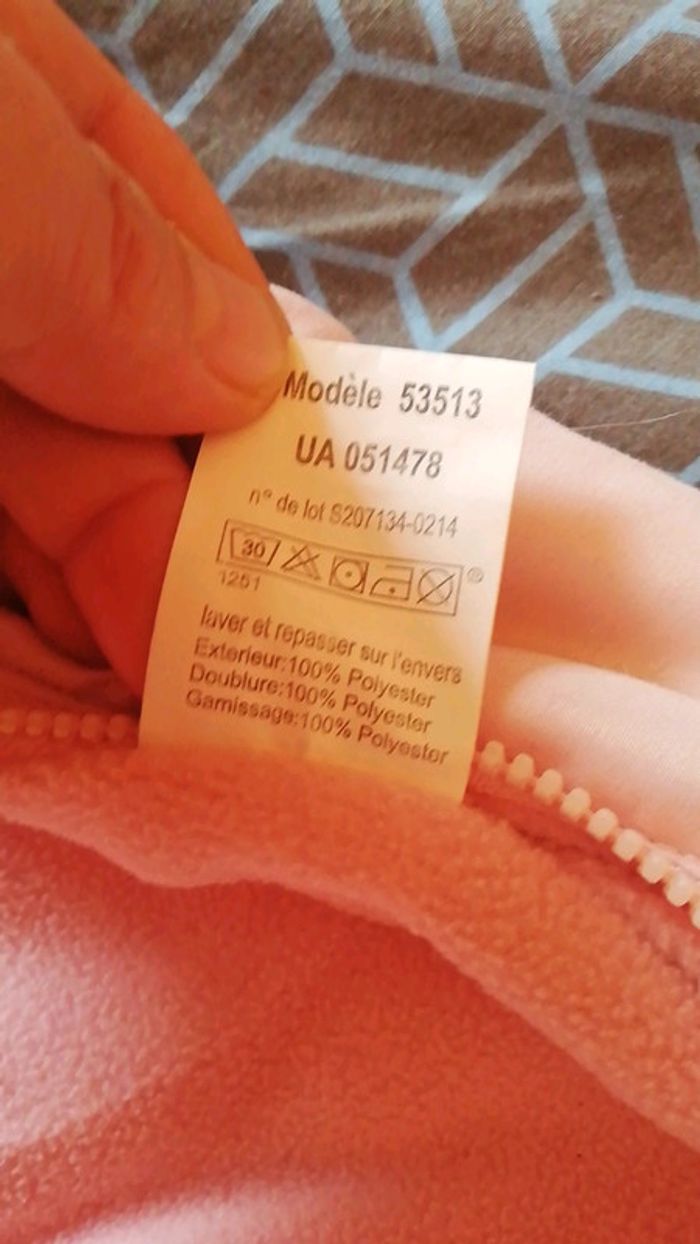 Modèle 53513
UA 051478
n° de lot S207134-0214
30
®
1261
laver et repasser sur l'envers
Exterieur:100% Polyester
Doublure:100% Polyester
Garnissage:100% Polyester